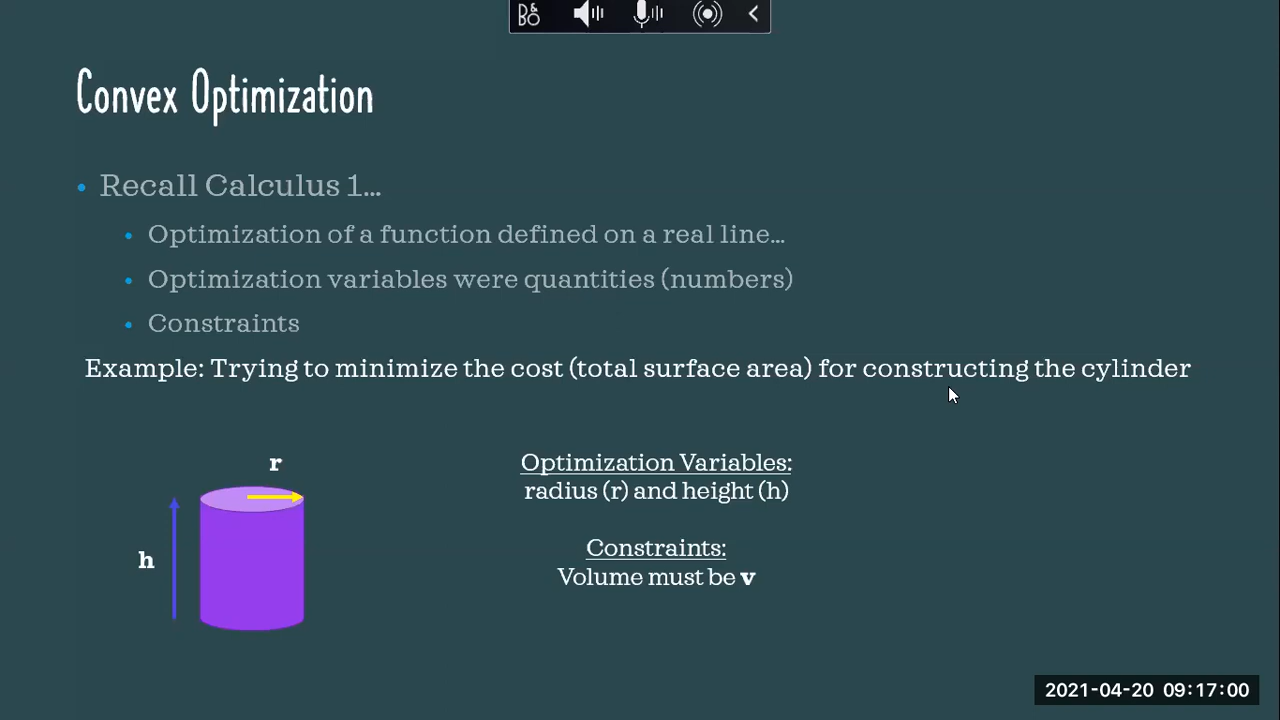 B&O
Convex Optimization
• Recall Calculus 1...
• Optimization of a function defined on a real line...
• Optimization variables were quantities (numbers)
• Constraints
Example: Trying to minimize the cost (total surface area) for constructing the cylinder
r
h
Optimization Variables:
radius (r) and height (h)
Constraints:
Volume must be v
2021-04-20 09:17:00